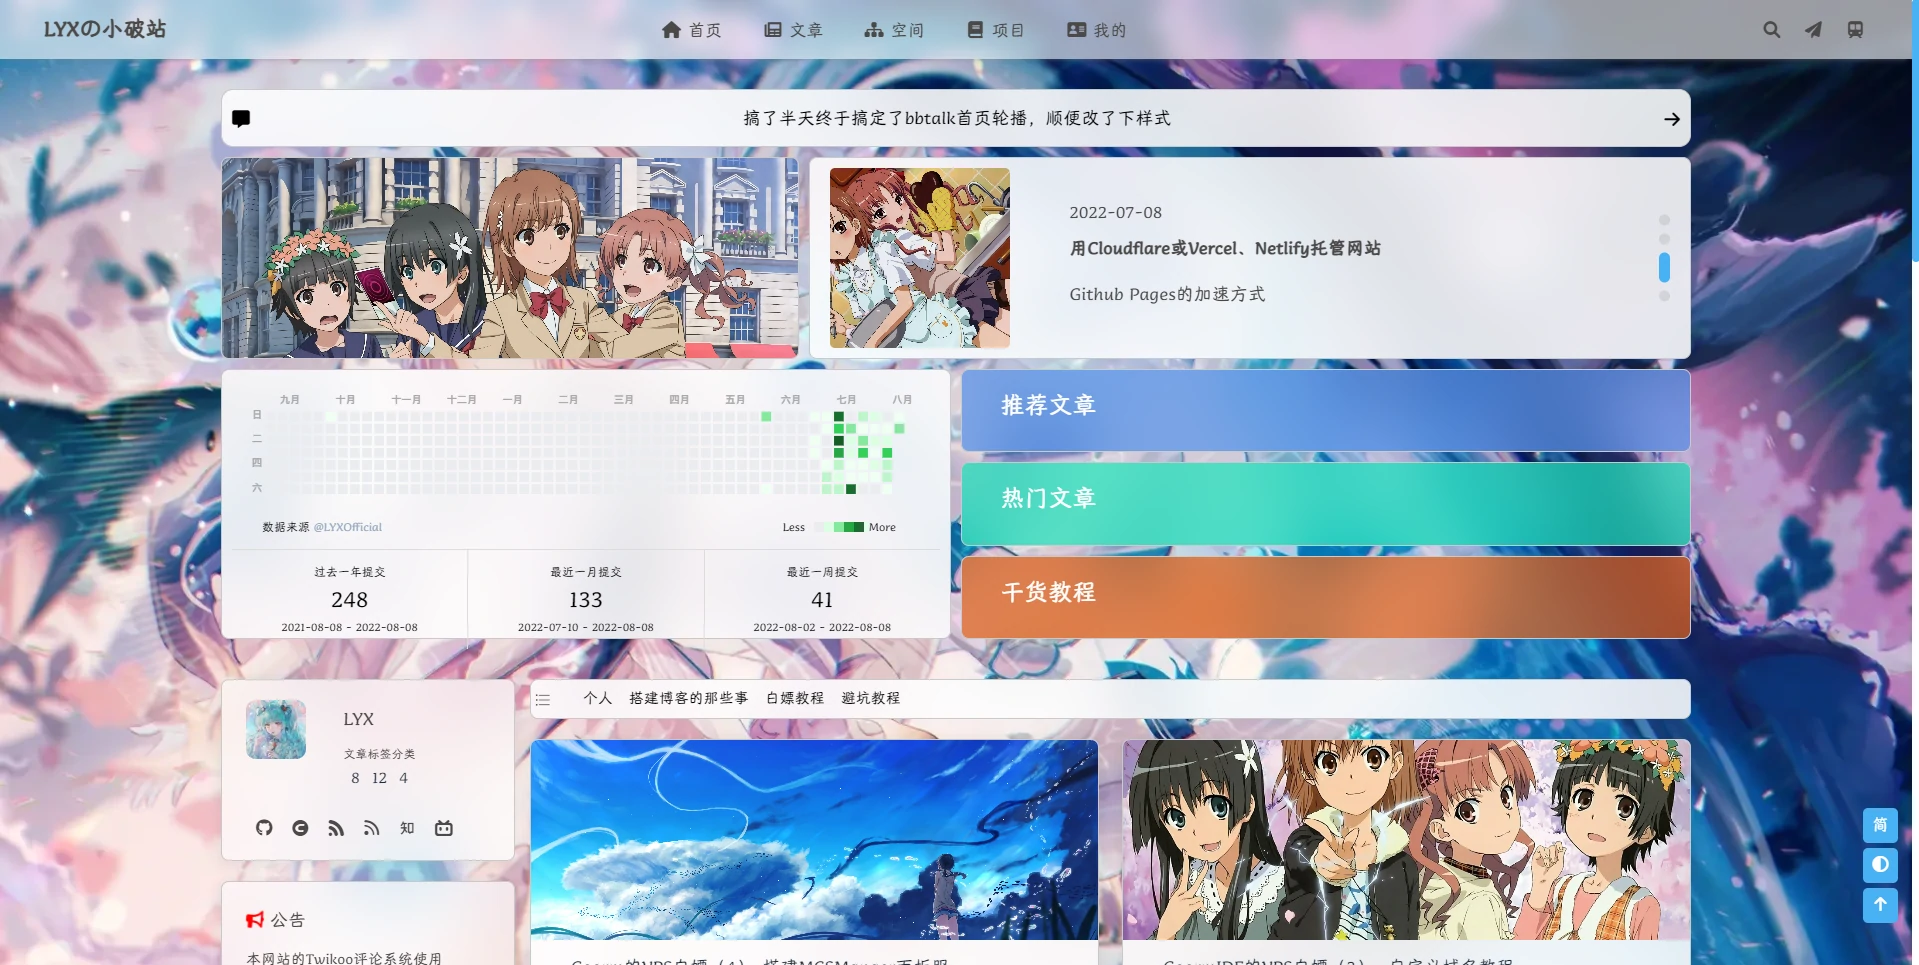 LYXの小破站
首页 文章 空间 项目 我的
搞了半天终于搞定了bbtalk首页轮播，顺便改了下样式
2022-07-08
用Cloudflare或Vercel、Netlify托管网站
Github Pages的加速方式
九月 十月 十一月 十二月 一月 二月 三月 四月 五月 六月 七月 八月
日
二
四
六
数据来源 @LYXOfficial
Less More
过去一年提交
248
2021-08-08 - 2022-08-08
最近一月提交
133
2022-07-10 - 2022-08-08
最近一周提交
41
2022-08-02 - 2022-08-08
推荐文章
热门文章
干货教程
LYX
文章标签分类
8 12 4
知
公告
本网站的Twikoo评论系统使用
个人 搭建博客的那些事 白嫖教程 避坑教程
简